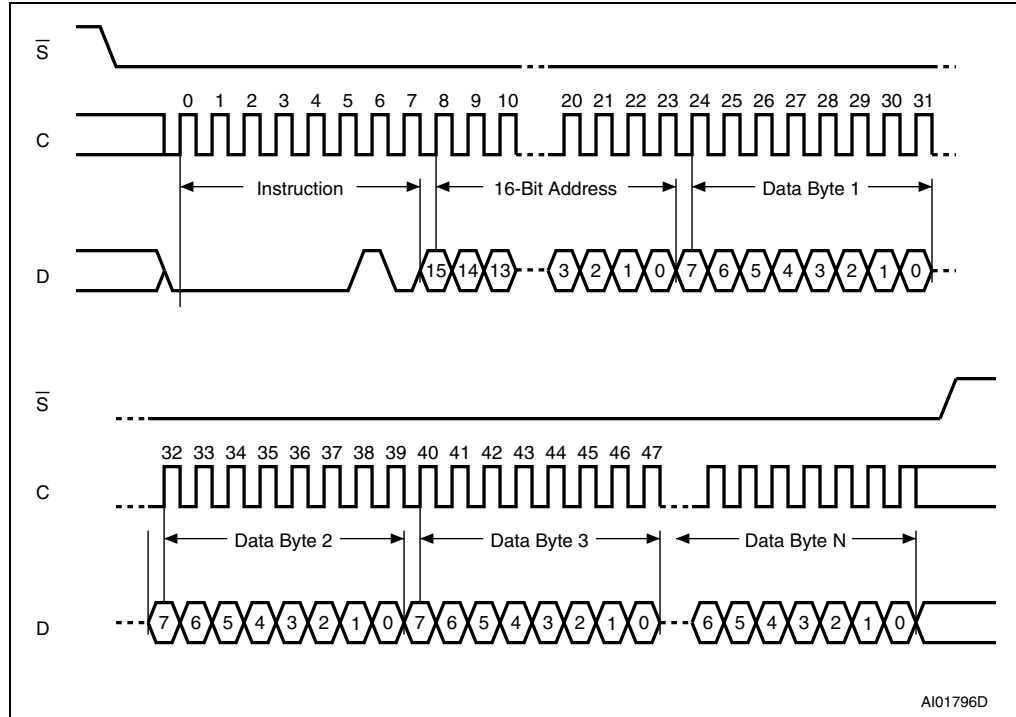 S̅
0 1 2 3 4 5 6 7 8 9 10 20 21 22 23 24 25 26 27 28 29 30 31
C
Instruction 16-Bit Address Data Byte 1
D
15 14 13 3 2 1 0 7 6 5 4 3 2 1 0
S̅
32 33 34 35 36 37 38 39 40 41 42 43 44 45 46 47
C
Data Byte 2 Data Byte 3 Data Byte N
D
7 6 5 4 3 2 1 0 7 6 5 4 3 2 1 0 6 5 4 3 2 1 0
AI01796D